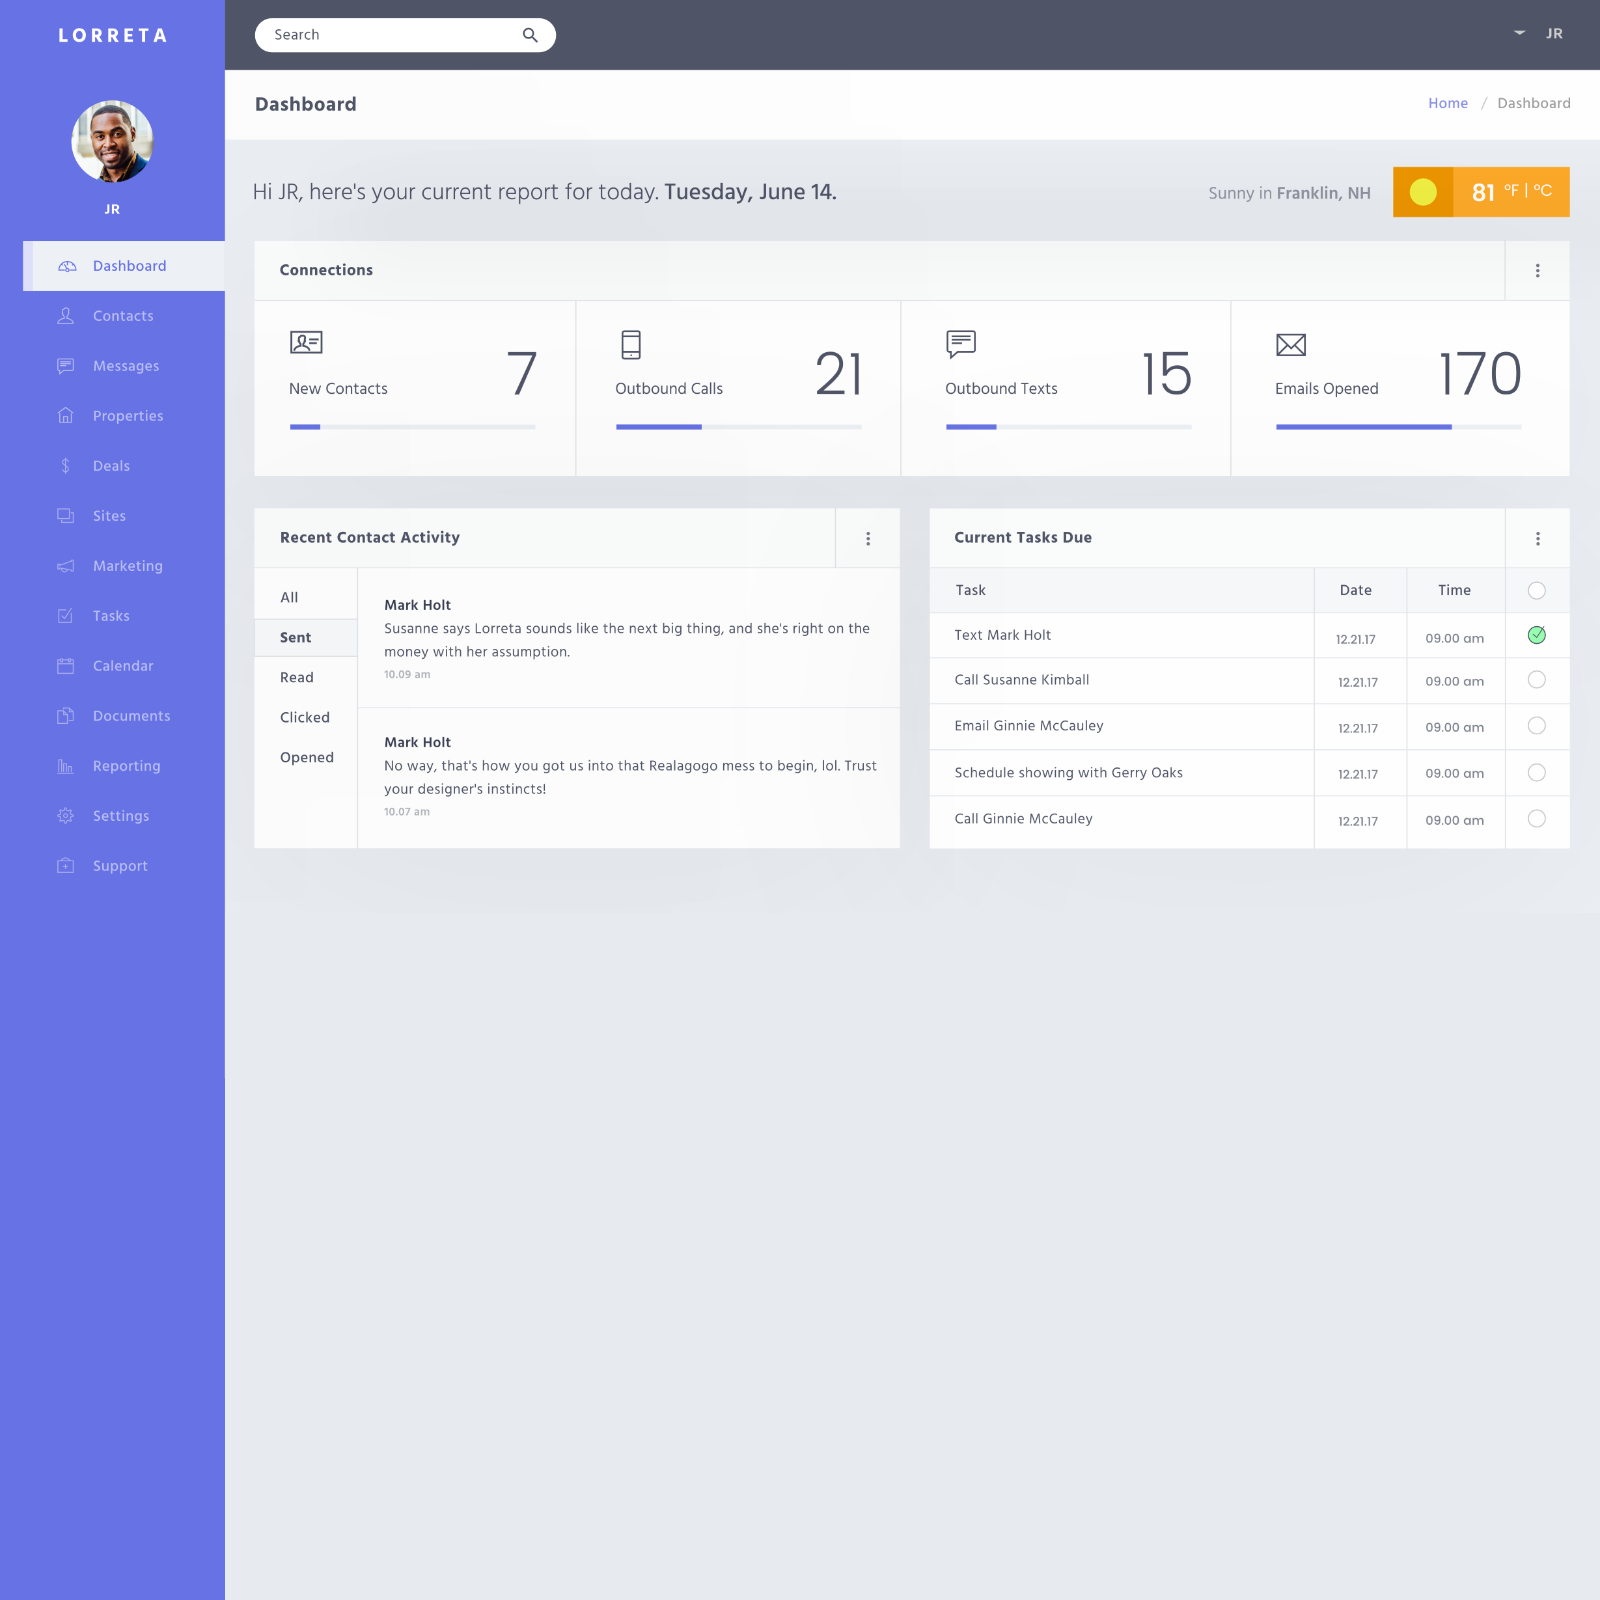 LORRETA
Search
JR
JR
Dashboard
Contacts
Messages
Properties
Deals
Sites
Marketing
Tasks
Calendar
Documents
Reporting
Settings
Support
Dashboard
Home / Dashboard
Hi JR, here's your current report for today. Tuesday, June 14.
Sunny in Franklin, NH
81 °F | °C
Connections
New Contacts
7
Outbound Calls
21
Outbound Texts
15
Emails Opened
170
Recent Contact Activity
All
Sent
Read
Clicked
Opened
Mark Holt
Susanne says Lorreta sounds like the next big thing, and she's right on the
money with her assumption.
10.09 am
Mark Holt
No way, that's how you got us into that Realagogo mess to begin, lol. Trust
your designer's instincts!
10.07 am
Current Tasks Due
Task Date Time
Text Mark Holt 12.21.17 09.00 am
Call Susanne Kimball 12.21.17 09.00 am
Email Ginnie McCauley 12.21.17 09.00 am
Schedule showing with Gerry Oaks 12.21.17 09.00 am
Call Ginnie McCauley 12.21.17 09.00 am